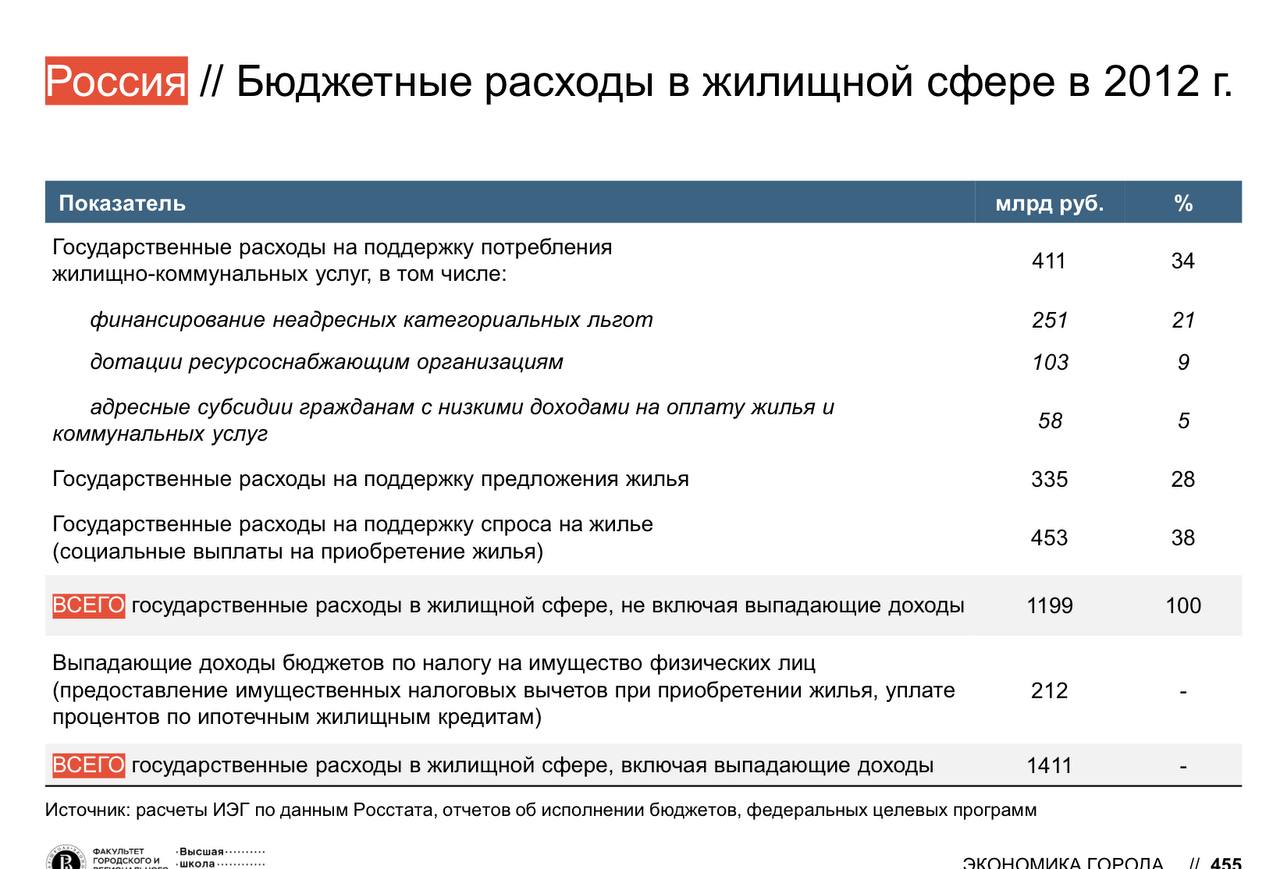 Россия // Бюджетные расходы в жилищной сфере в 2012 г.
Показатель млрд руб. %
Государственные расходы на поддержку потребления
жилищно-коммунальных услуг, в том числе: 411 34
финансирование неадресных категориальных льгот 251 21
дотации ресурсоснабжающим организациям 103 9
адресные субсидии гражданам с низкими доходами на оплату жилья и
коммунальных услуг 58 5
Государственные расходы на поддержку предложения жилья 335 28
Государственные расходы на поддержку спроса на жилье
(социальные выплаты на приобретение жилья) 453 38
ВСЕГО государственные расходы в жилищной сфере, не включая выпадающие доходы 1199 100
Выпадающие доходы бюджетов по налогу на имущество физических лиц
(предоставление имущественных налоговых вычетов при приобретении жилья, уплате 212 -
процентов по ипотечным жилищным кредитам)
ВСЕГО государственные расходы в жилищной сфере, включая выпадающие доходы 1411 -
Источник: расчеты ИЭГ по данным Росстата, отчетов об исполнении бюджетов, федеральных целевых программ
ФАКУЛЬТЕТ
ГОРОДСКОГО И
Высшая
школа
ЭКОНОМИКА ГОРОДА // 455